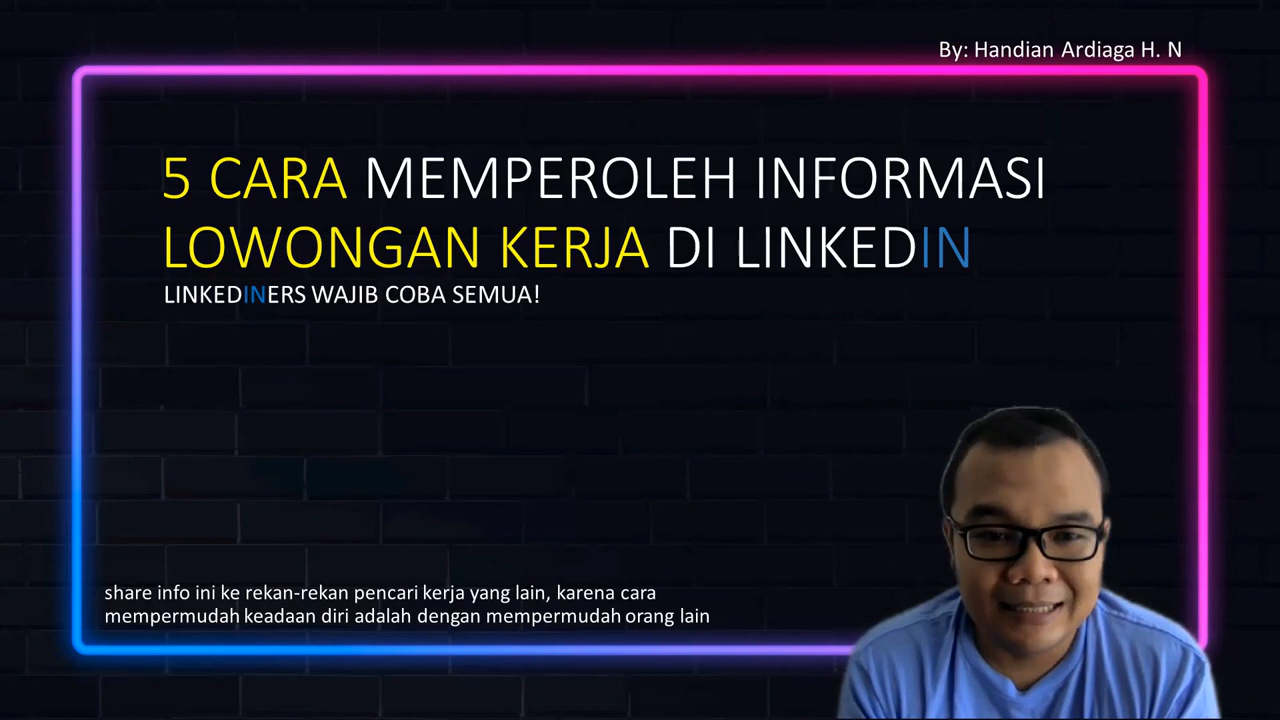 By: Handian Ardiaga H. N
5 CARA MEMPEROLEH INFORMASI
LOWONGAN KERJA DI LINKEDIN
LINKEDINERS WAJIB COBA SEMUA!
share info ini ke rekan-rekan pencari kerja yang lain, karena cara
mempermudah keadaan diri adalah dengan mempermudah orang lain